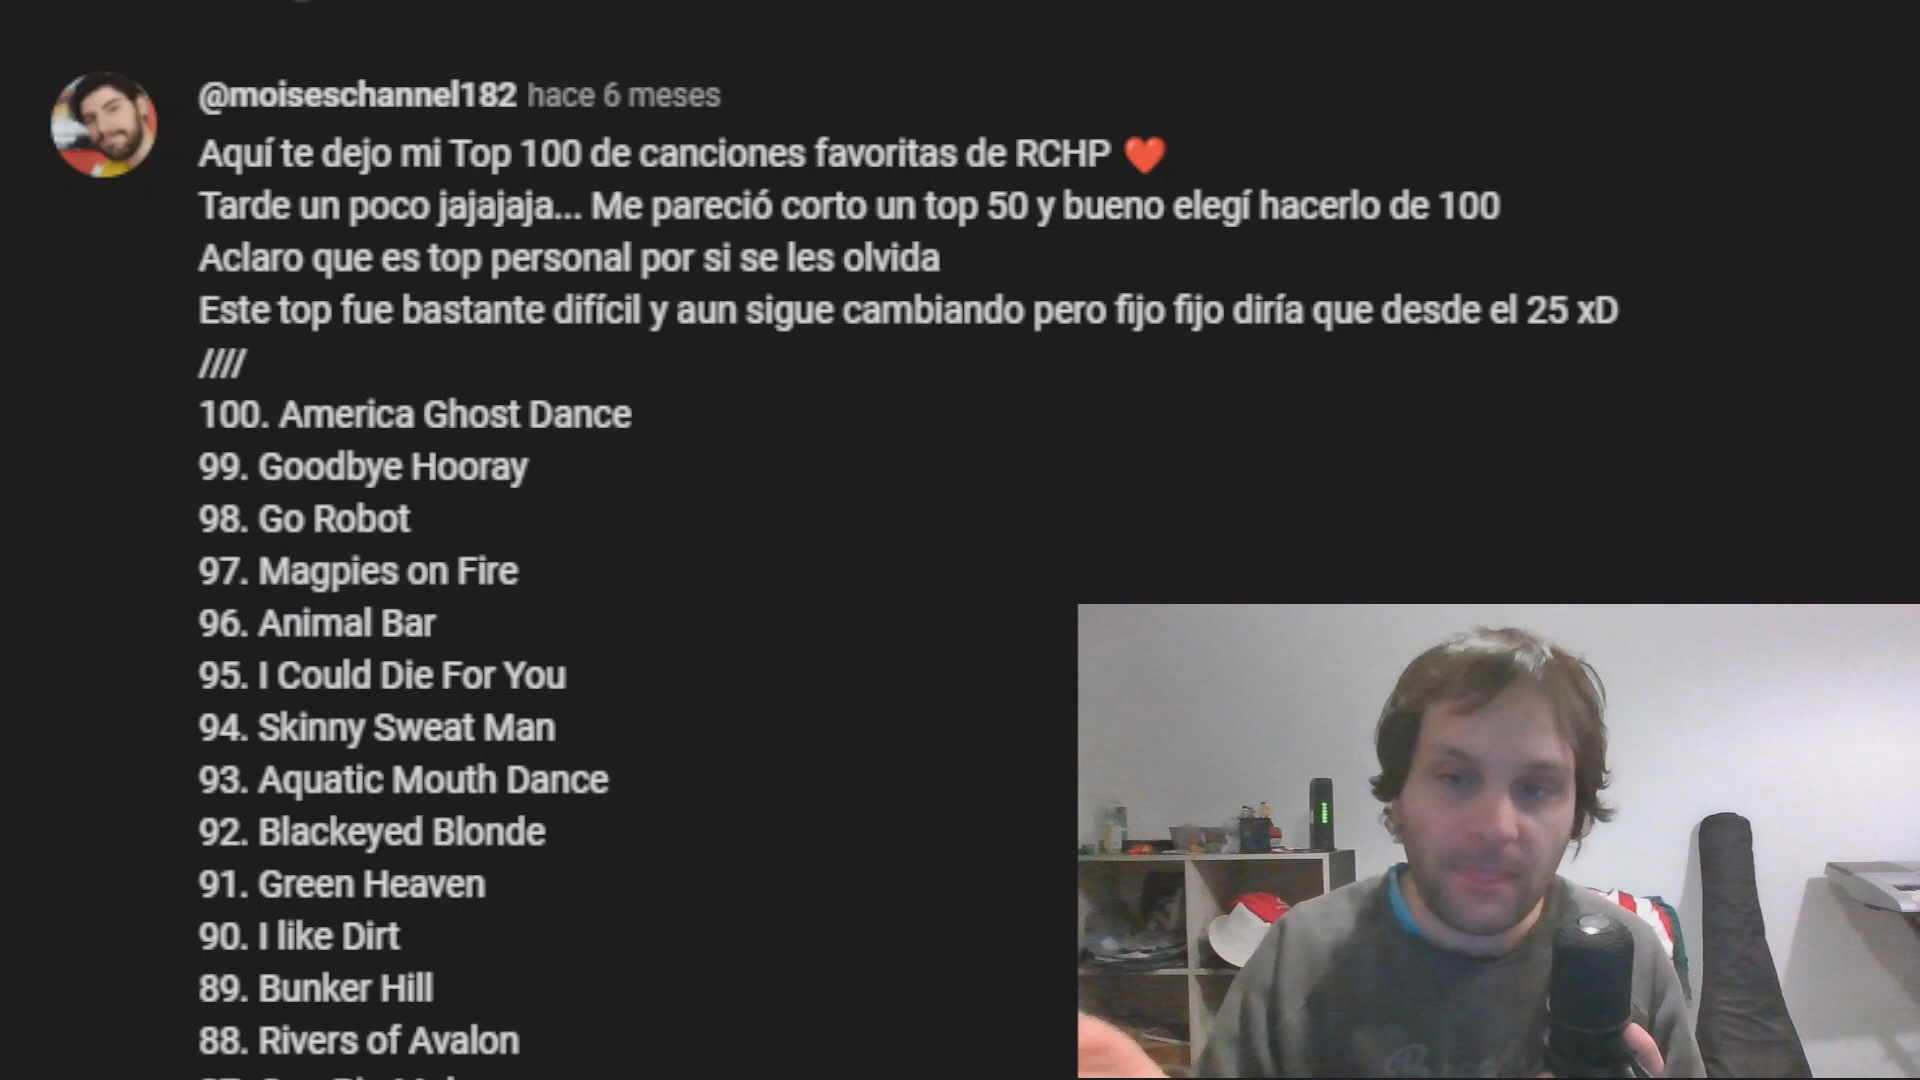 @moiseschannel182 hace 6 meses
Aquí te dejo mi Top 100 de canciones favoritas de RCHP ❤️
Tarde un poco jajajaja... Me pareció corto un top 50 y bueno elegí hacerlo de 100
Aclaro que es top personal por si se les olvida
Este top fue bastante difícil y aun sigue cambiando pero fijo fijo diría que desde el 25 xD
////
100. America Ghost Dance
99. Goodbye Hooray
98. Go Robot
97. Magpies on Fire
96. Animal Bar
95. I Could Die For You
94. Skinny Sweat Man
93. Aquatic Mouth Dance
92. Blackeyed Blonde
91. Green Heaven
90. I like Dirt
89. Bunker Hill
88. Rivers of Avalon